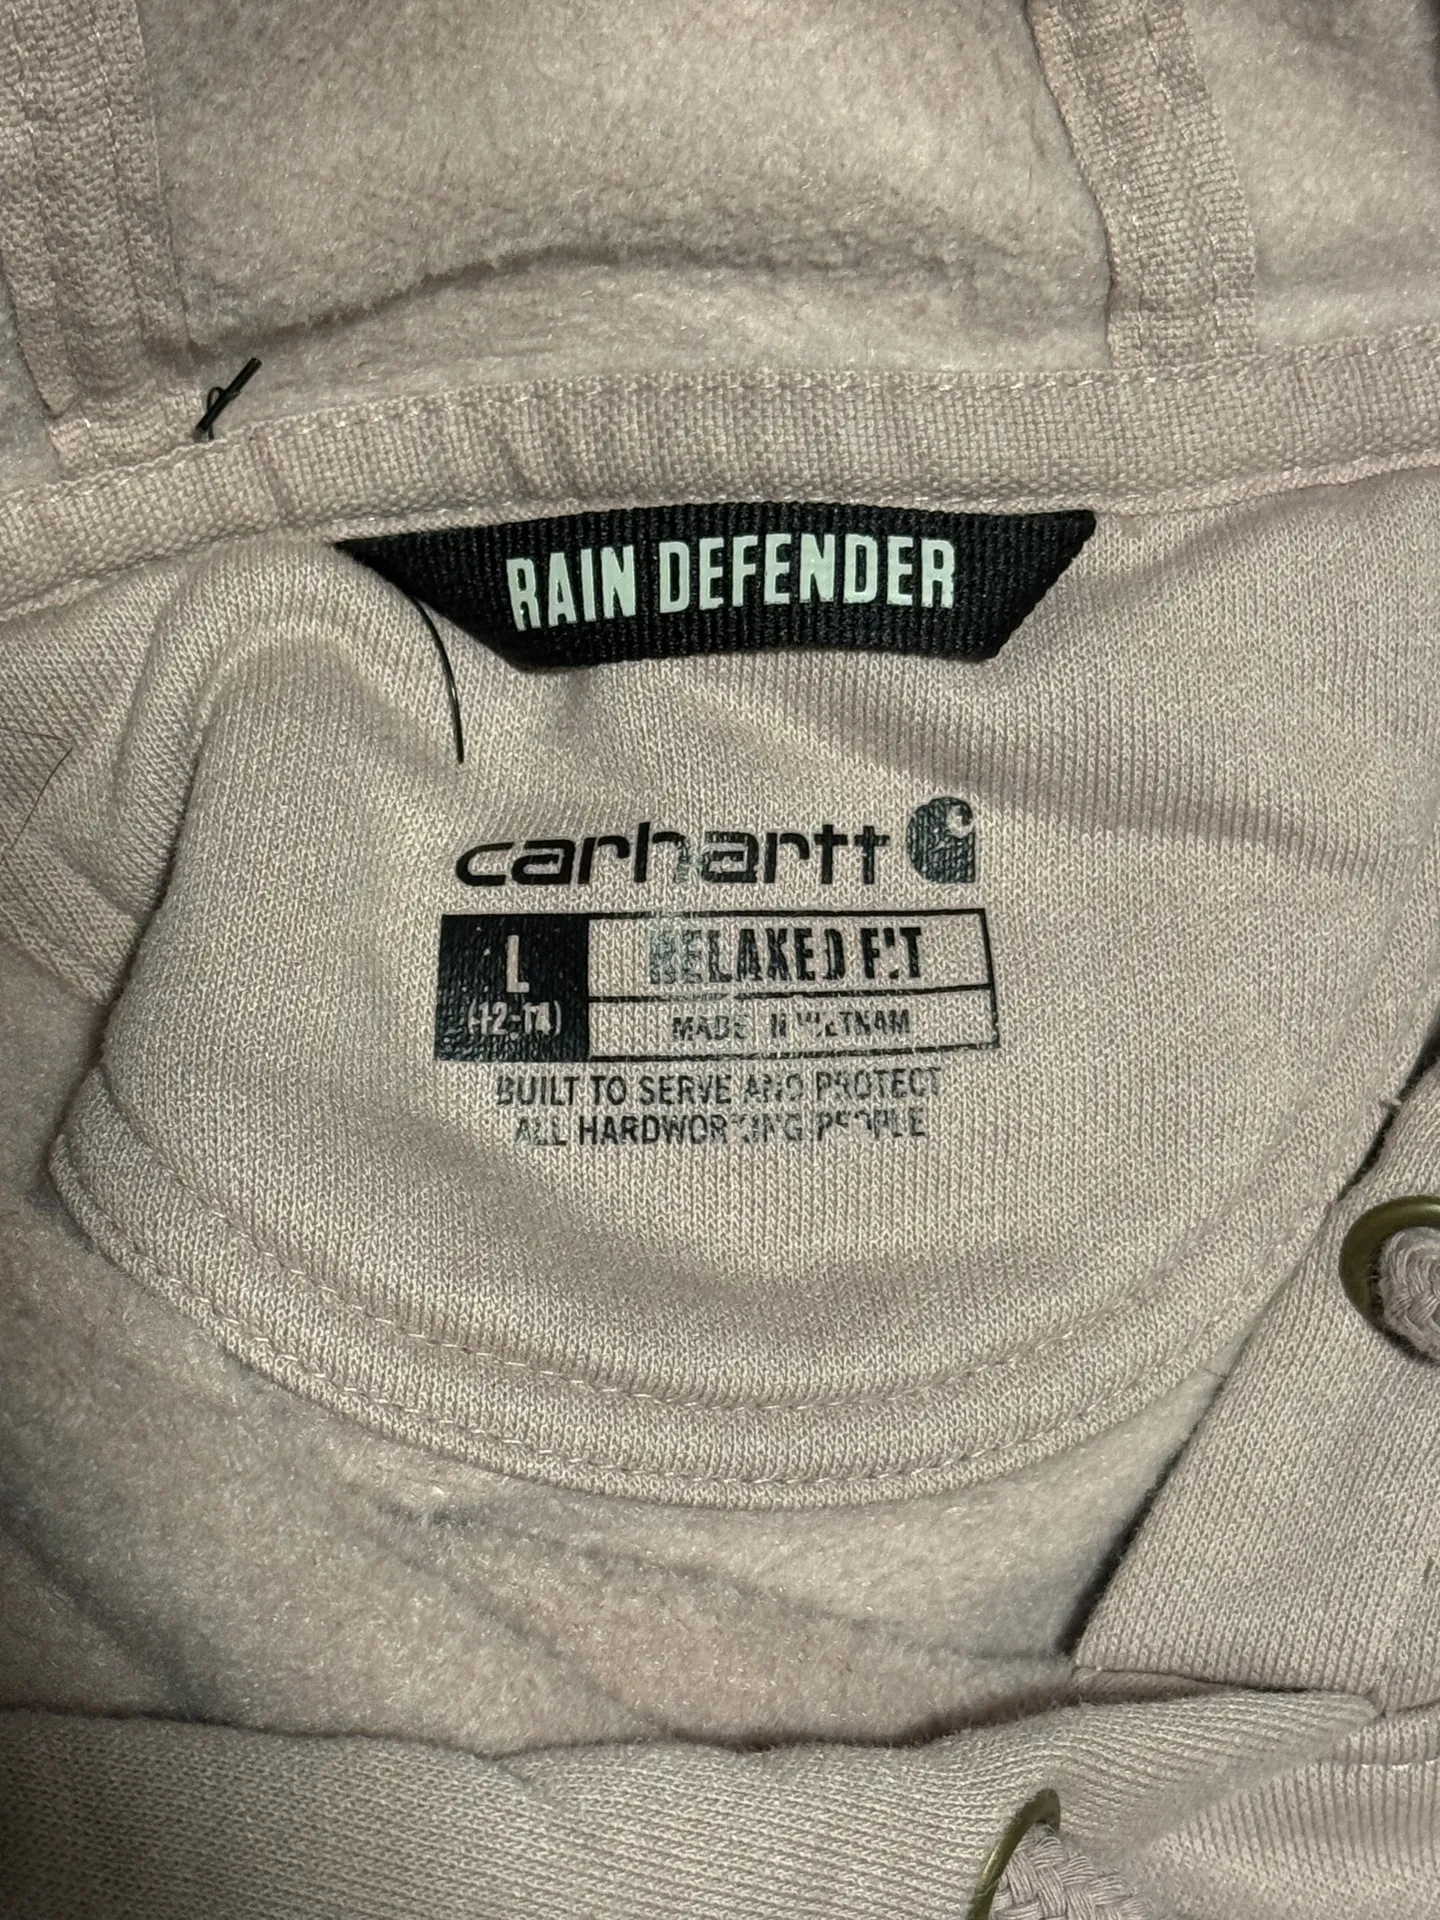 RAIN DEFENDER
carhartt
L
(12-14)
RELAXED FIT
MADE IN VIETNAM
BUILT TO SERVE AND PROTECT
ALL HARDWORKING PEOPLE